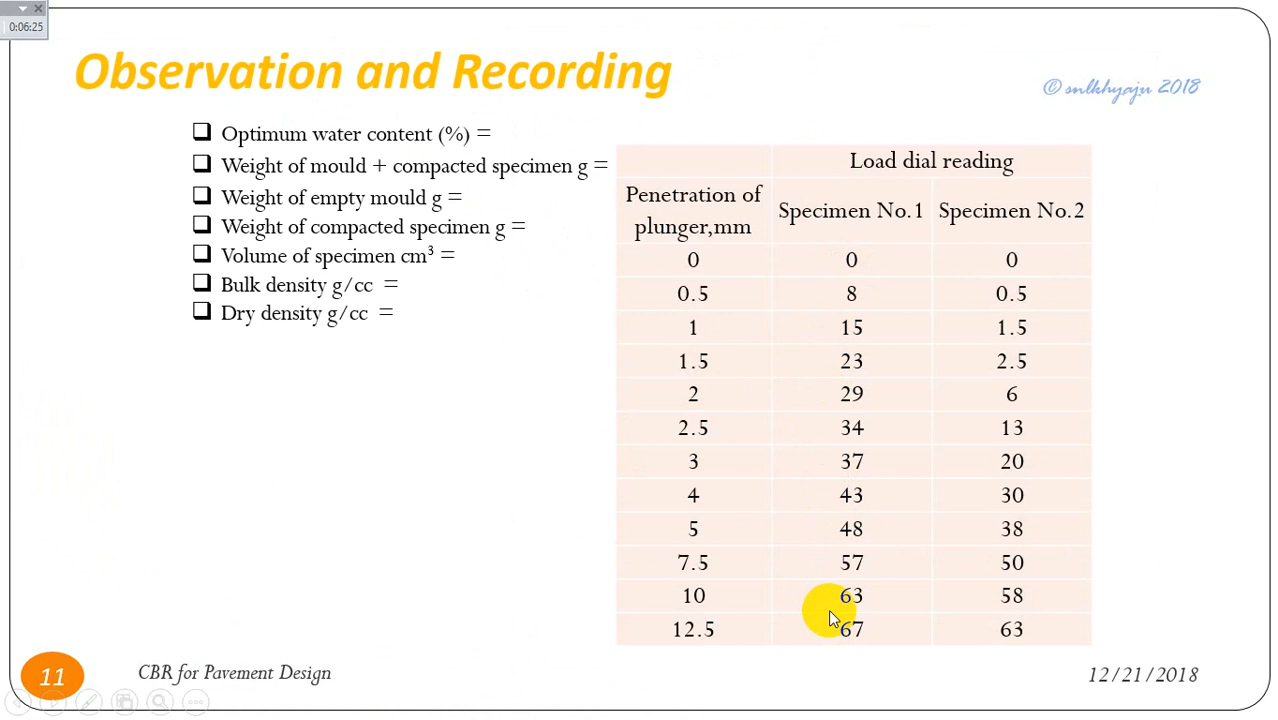 0:06:25
Observation and Recording
© snlkhyaju 2018
Optimum water content (%) =
Weight of mould + compacted specimen g =
Weight of empty mould g =
Weight of compacted specimen g =
Volume of specimen cm³ =
Bulk density g/cc =
Dry density g/cc =
Load dial reading
Penetration of plunger,mm Specimen No.1 Specimen No.2
0 0 0
0.5 8 0.5
1 15 1.5
1.5 23 2.5
2 29 6
2.5 34 13
3 37 20
4 43 30
5 48 38
7.5 57 50
10 63 58
12.5 67 63
11 CBR for Pavement Design 12/21/2018